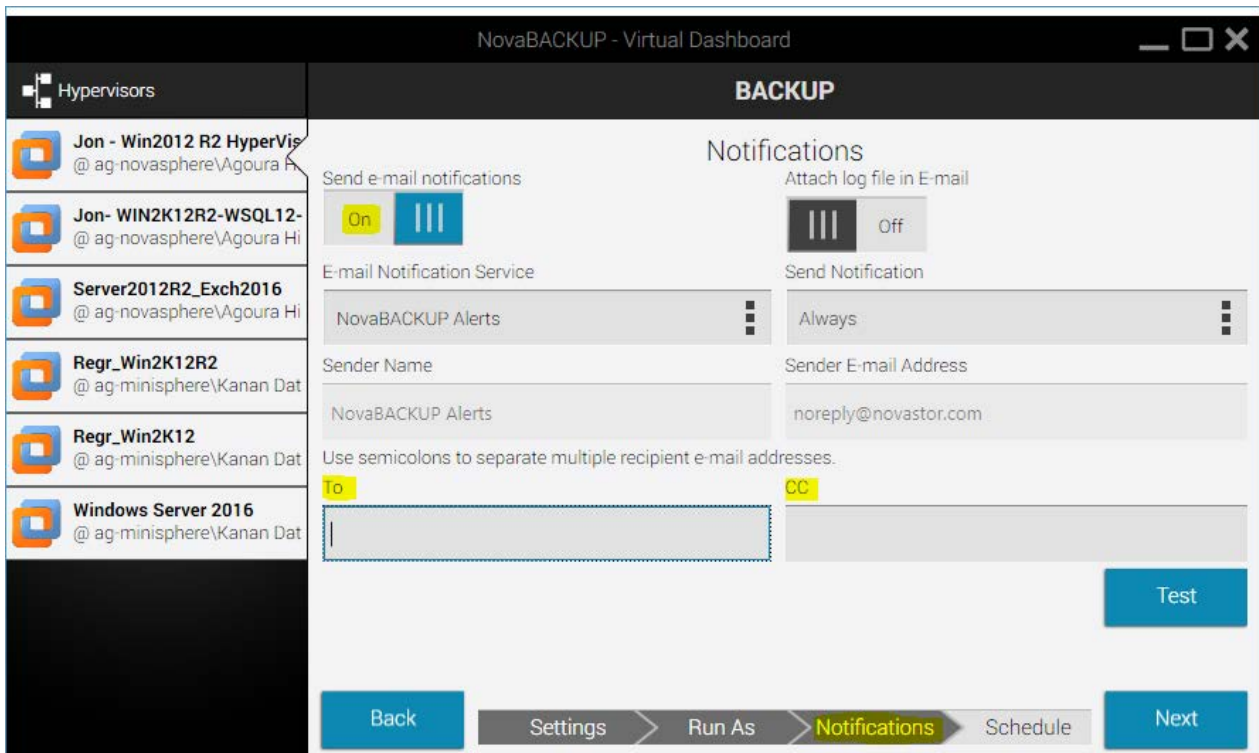 NovaBACKUP - Virtual Dashboard
Hypervisors
BACKUP
Jon - Win2012 R2 HyperVis
@ ag-novasphere\Agoura
Jon- WIN2K12R2-WSQL12-
@ ag-novasphere\Agoura Hi
Server2012R2_Exch2016
@ ag-novasphere\Agoura Hi
Regr_Win2K12R2
@ ag-minisphere\Kanan Dat
Regr_Win2K12
@ ag-minisphere\Kanan Dat
Windows Server 2016
@ ag-minisphere\Kanan Dat
Notifications
Send e-mail notifications
On
Attach log file in E-mail
Off
E-mail Notification Service
NovaBACKUP Alerts
Send Notification
Always
Sender Name
NovaBACKUP Alerts
Sender E-mail Address
noreply@novastor.com
Use semicolons to separate multiple recipient e-mail addresses.
To
CC
Test
Back
Settings
Run As
Notifications
Schedule
Next